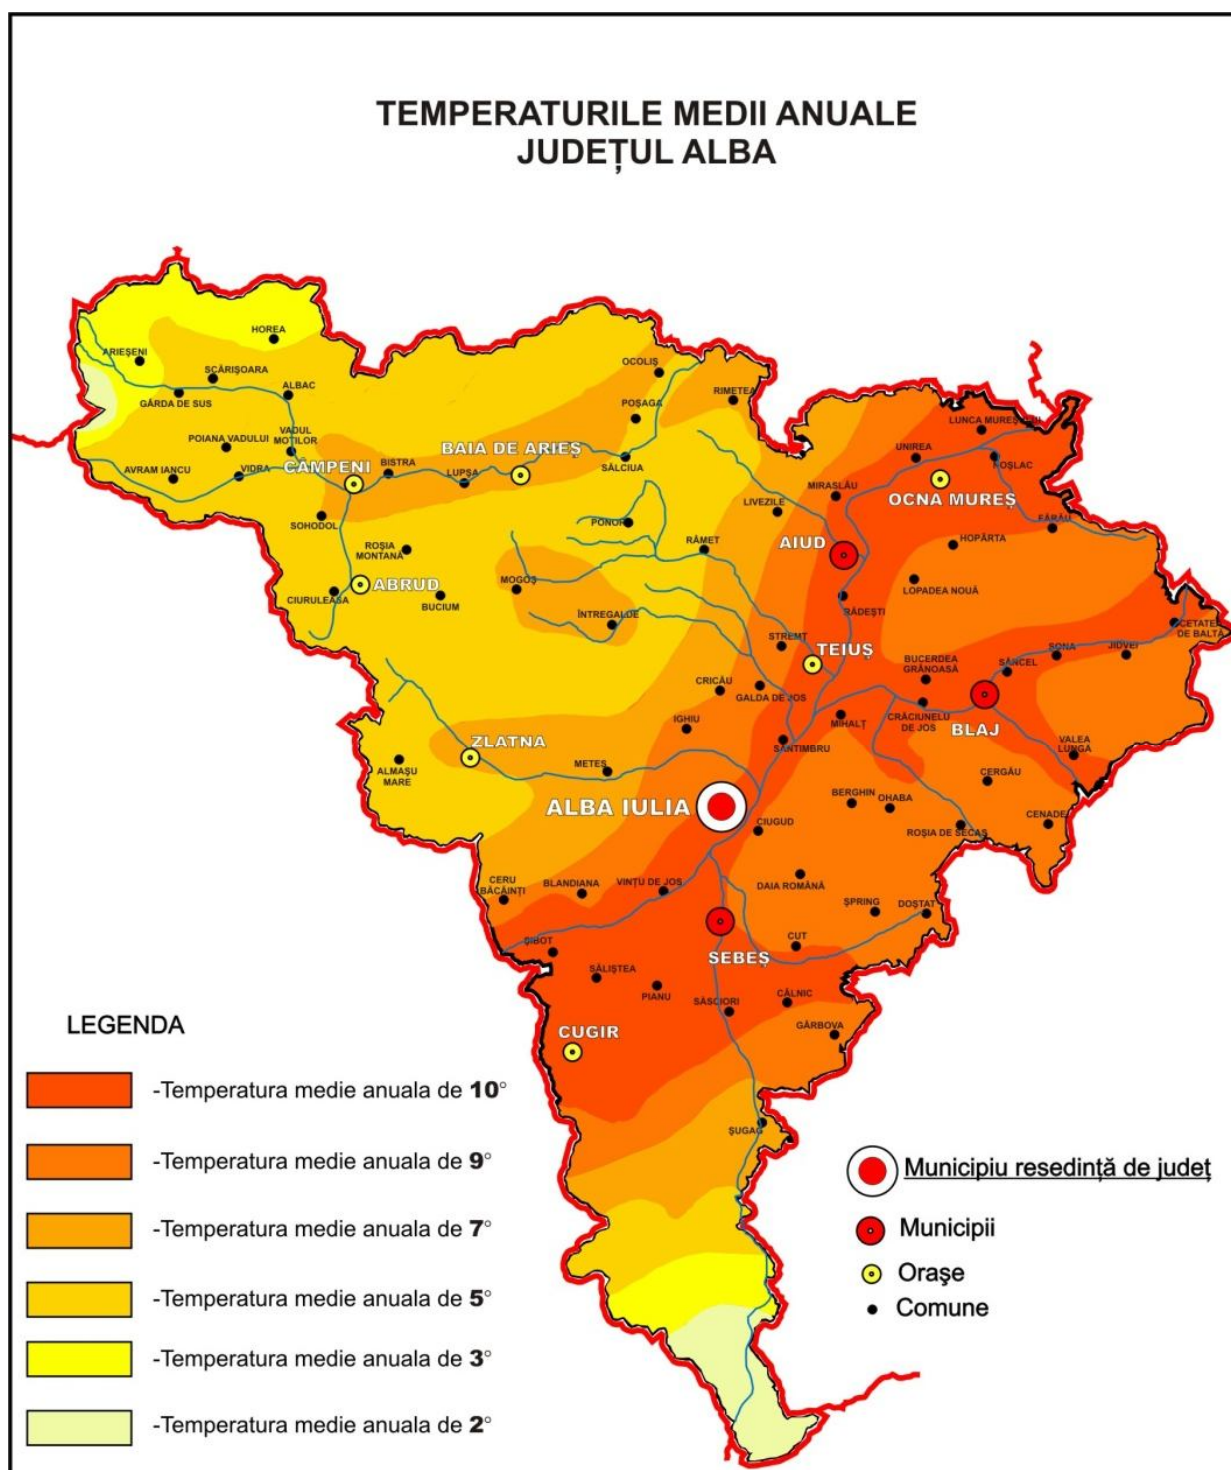 TEMPERATURILE MEDII ANUALE
JUDEȚUL ALBA
HOREA
ARIEȘENI
SCĂRIȘOARA
ALBAC
GÂRDA DE SUS
OCOLIȘ
RIMETEA
POȘAGA
LUNCA MUREȘULUI
POIANA VADULUI
VADUL
MOȚILOR
BAIA DE ARIEȘ
UNIREA
NOȘLAC
AVRAM IANCU
VIDRA
CÂMPENI
BISTRA
LUPȘA
SĂLCIUA
MIRASLĂU
OCNA MUREȘ
LIVEZILE
SOHODOL
PONOR
FĂRĂU
ROȘIA
MONTANĂ
RÂMEȚ
AIUD
HOPÂRTA
ABRUD
CIURULEASA
BUCIUM
MOGOȘ
LOPADEA NOUĂ
RĂDEȘTI
ÎNTREGALDE
CETATEA
DE BALTĂ
STREMȚ
TEIUȘ
BUCERDEA
GRÂNOASĂ
SÂNCEL
ȘONA
JIDVEI
CRICĂU
GALDA DE JOS
IGHIU
MIHALȚ
CRĂCIUNELU
DE JOS
BLAJ
ZLATNA
SÂNTIMBRU
VALEA
LUNGĂ
ALMAȘU
MARE
METEȘ
CERGĂU
ALBA IULIA
BERGHIN
OHABA
CIUGUD
ROȘIA DE SECAȘ
CENADE
CERU
BĂCĂINȚI
BLANDIANA
VINȚU DE JOS
DAIA ROMÂNĂ
ȘPRING
DOȘTAT
ȘIBOT
SEBEȘ
CUT
SĂLIȘTEA
PIANU
SĂSCIORI
CÂLNIC
GÂRBOVA
CUGIR
ȘUGAG
LEGENDA
-Temperatura medie anuala de 10°
-Temperatura medie anuala de 9°
-Temperatura medie anuala de 7°
-Temperatura medie anuala de 5°
-Temperatura medie anuala de 3°
-Temperatura medie anuala de 2°
Municipiu resedință de județ
Municipii
Orașe
Comune